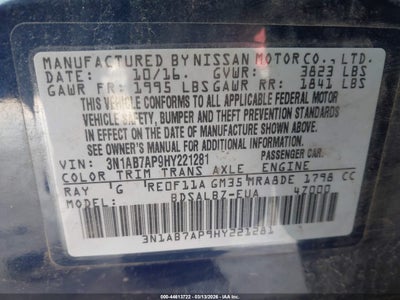 MANUFACTURED BY NISSAN MOTOR CO., LTD.
DATE: 10/16. GVWR: 3823 LBS
GAWR FR: 1995 LBS GAWR RR: 1841 LBS
THIS VEHICLE CONFORMS TO ALL APPLICABLE FEDERAL MOTOR
VEHICLE SAFETY, BUMPER, AND THEFT PREVENTION
STANDARDS IN EFFECT ON THE DATE OF
MANUFACTURE SHOWN ABOVE.
SEE OWNER'S MANUAL FOR ADDITIONAL INFORMATION.
VIN: 3N1AB7AP9HY221281 PASSENGER CAR.
COLOR TRIM TRANS AXLE ENGINE
RAY G RE0F11A GM35 MRA8DE 1798 CC
MODEL: BDSALBZ-EUA 47000
3N1AB7AP9HY221281
ID: 000-44613722 - 03/13/2026 - IAA